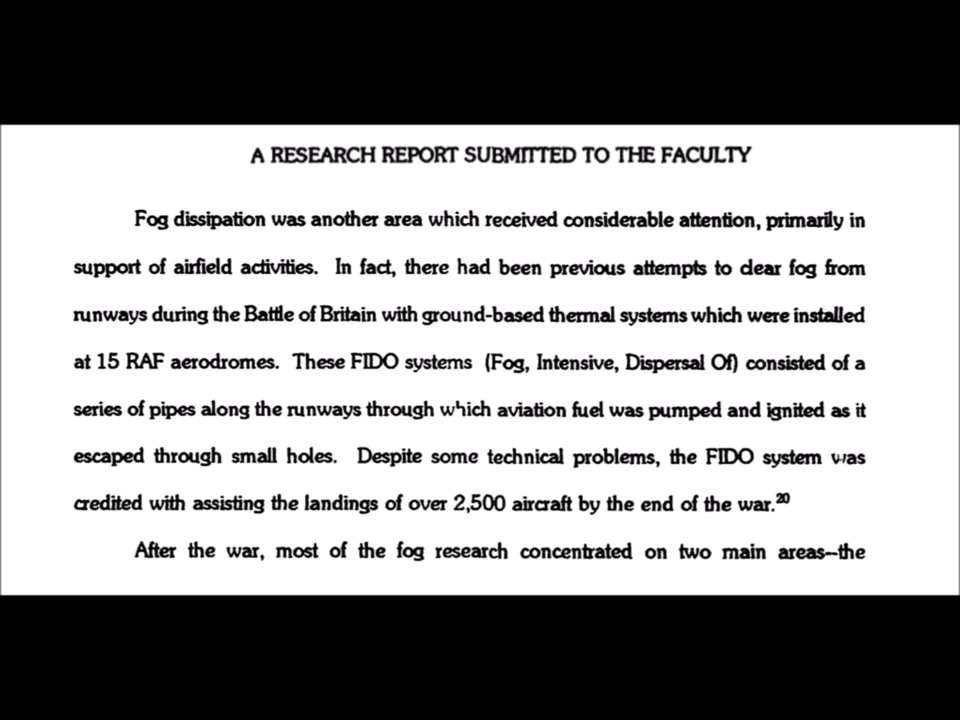 A RESEARCH REPORT SUBMITTED TO THE FACULTY
Fog dissipation was another area which received considerable attention, primarily in
support of airfield activities. In fact, there had been previous attempts to clear fog from
runways during the Battle of Britain with ground-based thermal systems which were installed
at 15 RAF aerodromes. These FIDO systems (Fog, Intensive, Dispersal Of) consisted of a
series of pipes along the runways through which aviation fuel was pumped and ignited as it
escaped through small holes. Despite some technical problems, the FIDO system was
credited with assisting the landings of over 2,500 aircraft by the end of the war.20
After the war, most of the fog research concentrated on two main areas--the